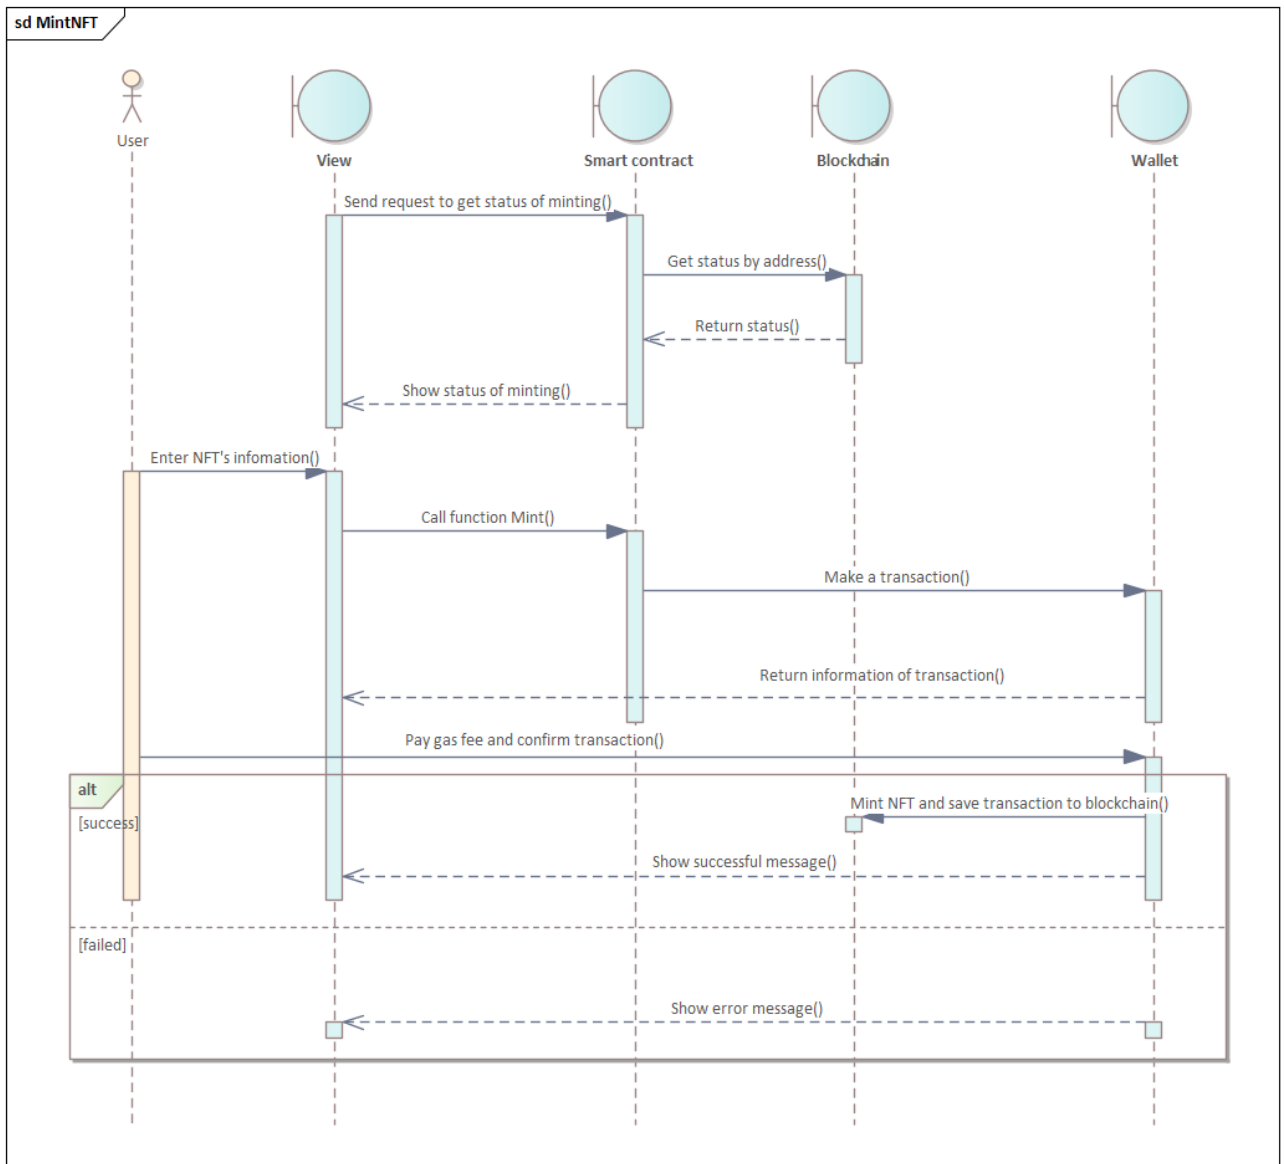 sd MintNFT
User
View
Smart contract
Blockchain
Wallet
Send request to get status of minting()
Get status by address()
Return status()
Show status of minting()
Enter NFT's infomation()
Call function Mint()
Make a transaction()
Return information of transaction()
Pay gas fee and confirm transaction()
alt
[success]
Mint NFT and save transaction to blockchain()
Show successful message()
[failed]
Show error message()